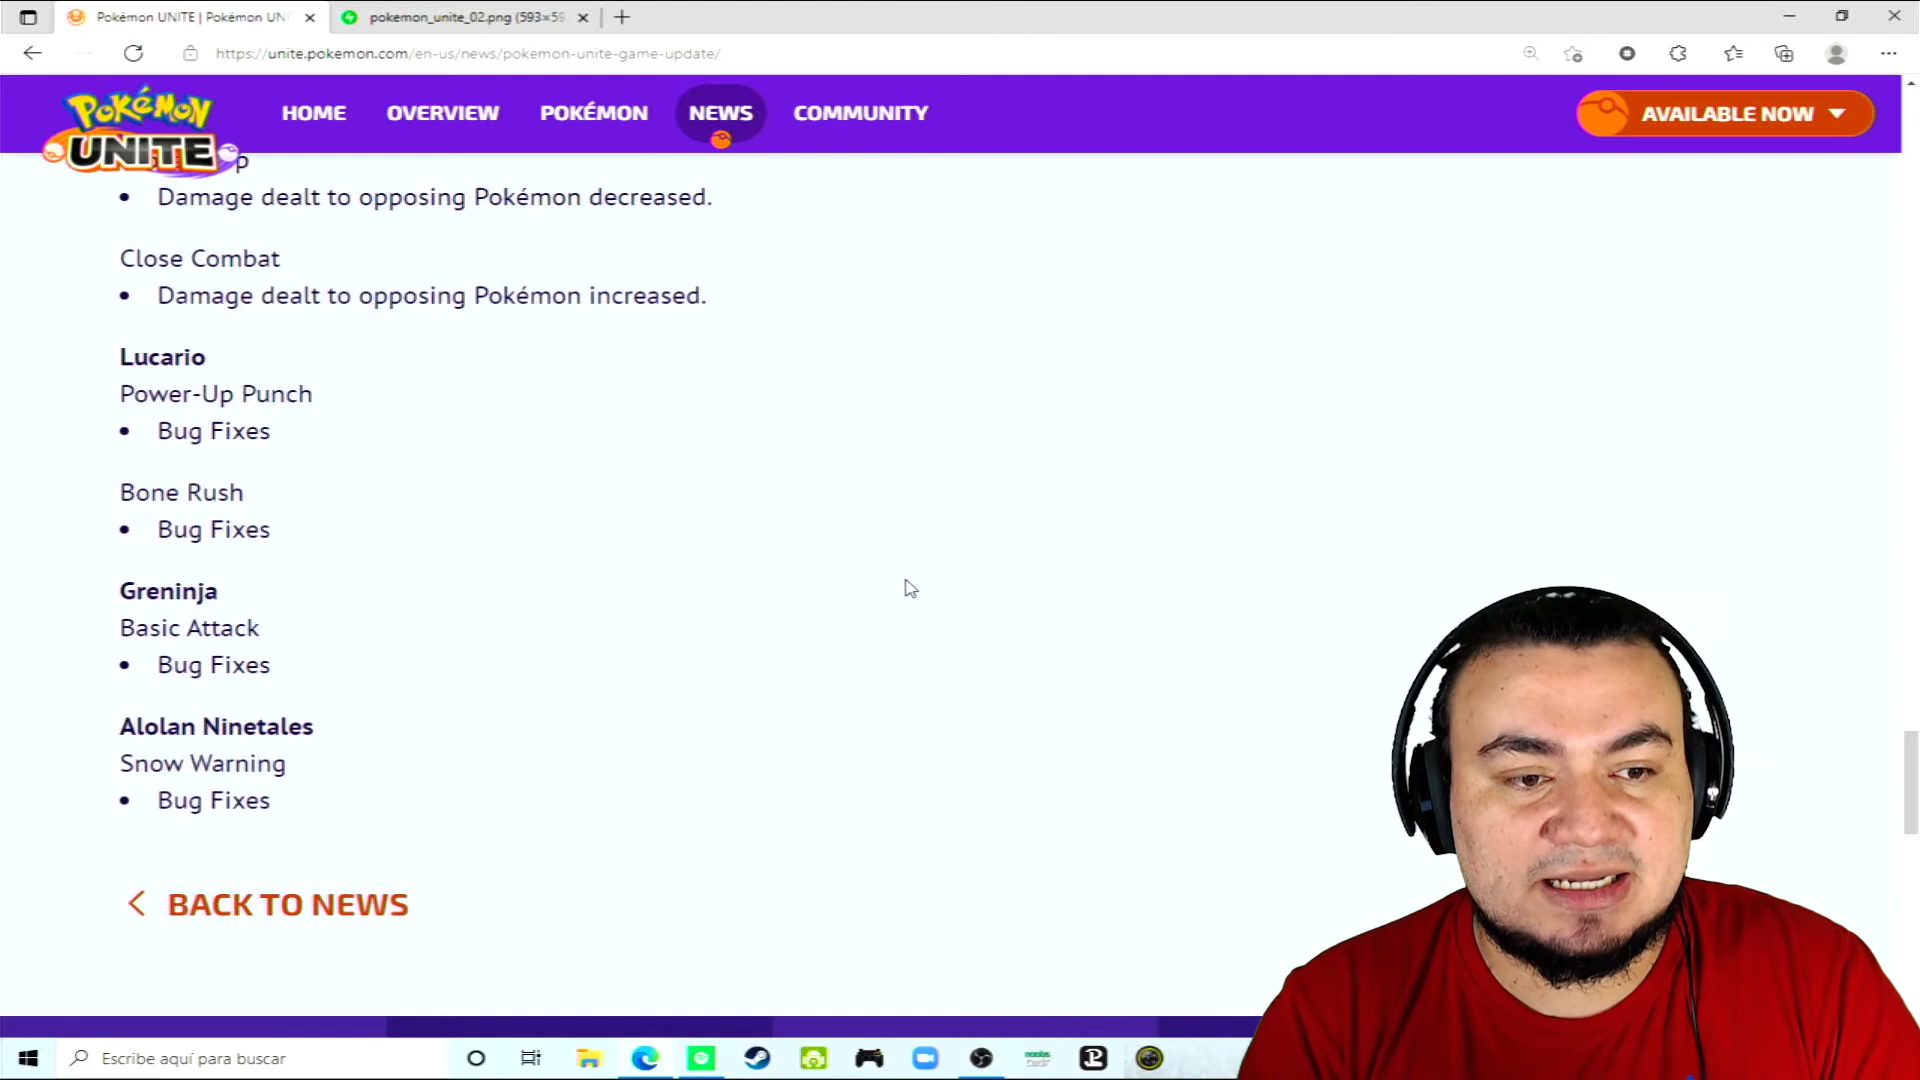 Pokémon UNITE | Pokémon UN
pokemon_unite_02.png (593×59
https://unite.pokemon.com/en-us/news/pokemon-unite-game-update/
POKÉMON
UNITE
HOME
OVERVIEW
POKÉMON
NEWS
COMMUNITY
AVAILABLE NOW
• Damage dealt to opposing Pokémon decreased.
Close Combat
• Damage dealt to opposing Pokémon increased.
Lucario
Power-Up Punch
• Bug Fixes
Bone Rush
• Bug Fixes
Greninja
Basic Attack
• Bug Fixes
Alolan Ninetales
Snow Warning
• Bug Fixes
BACK TO NEWS
Escribe aquí para buscar